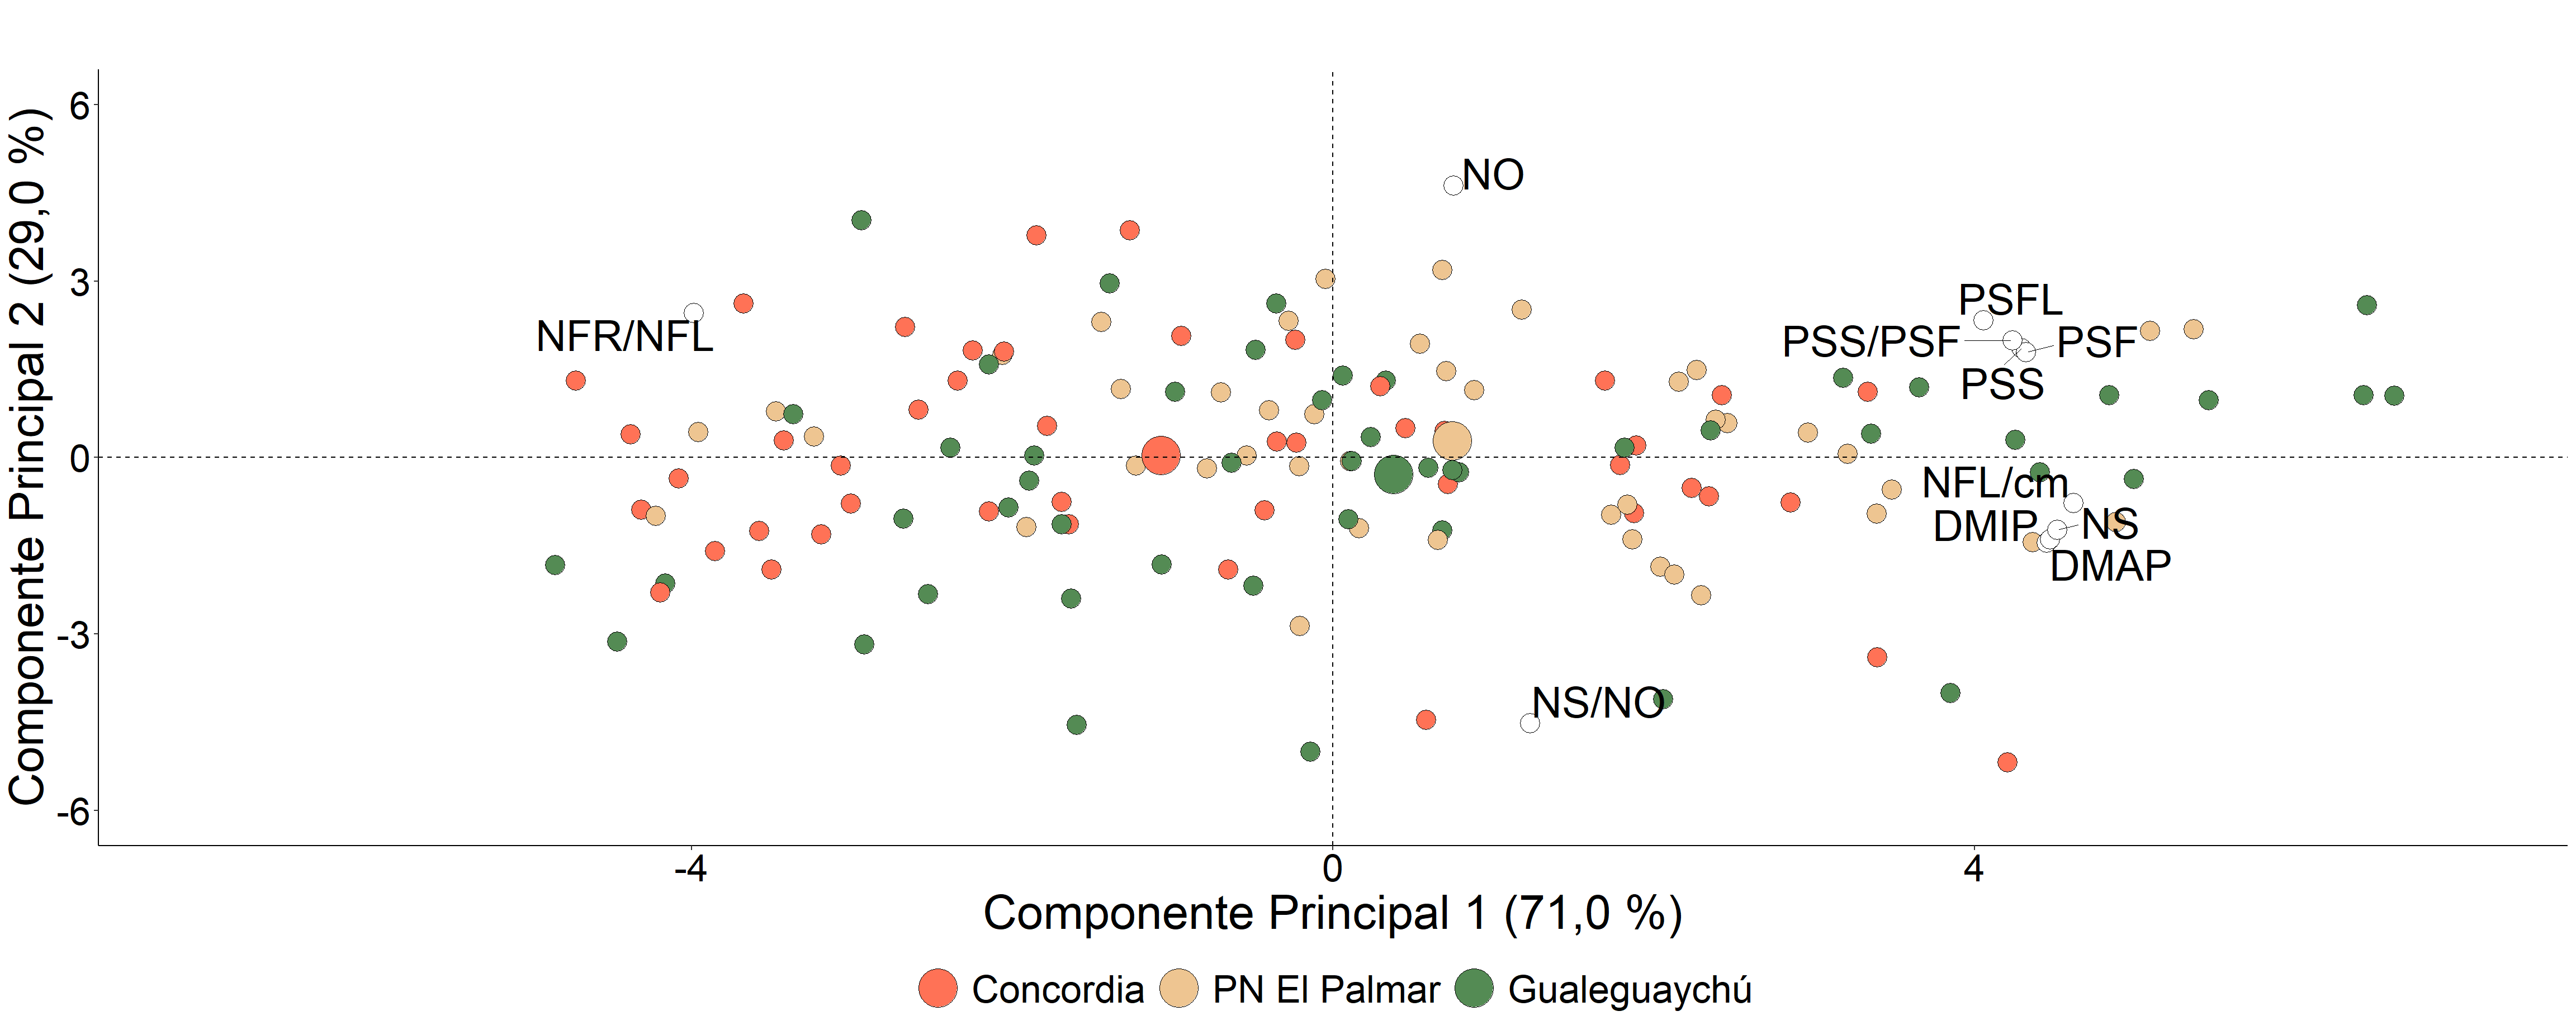 Componente Principal 2 (29,0 %)
6
3
0
-3
-6
NO
NFR/NFL
PSFL
PSS/PSF
PSF
PSS
NFL/cm
DMIP
NS
DMAP
NS/NO
-4
0
4
Componente Principal 1 (71,0 %)
Concordia
PN El Palmar
Gualeguaychú